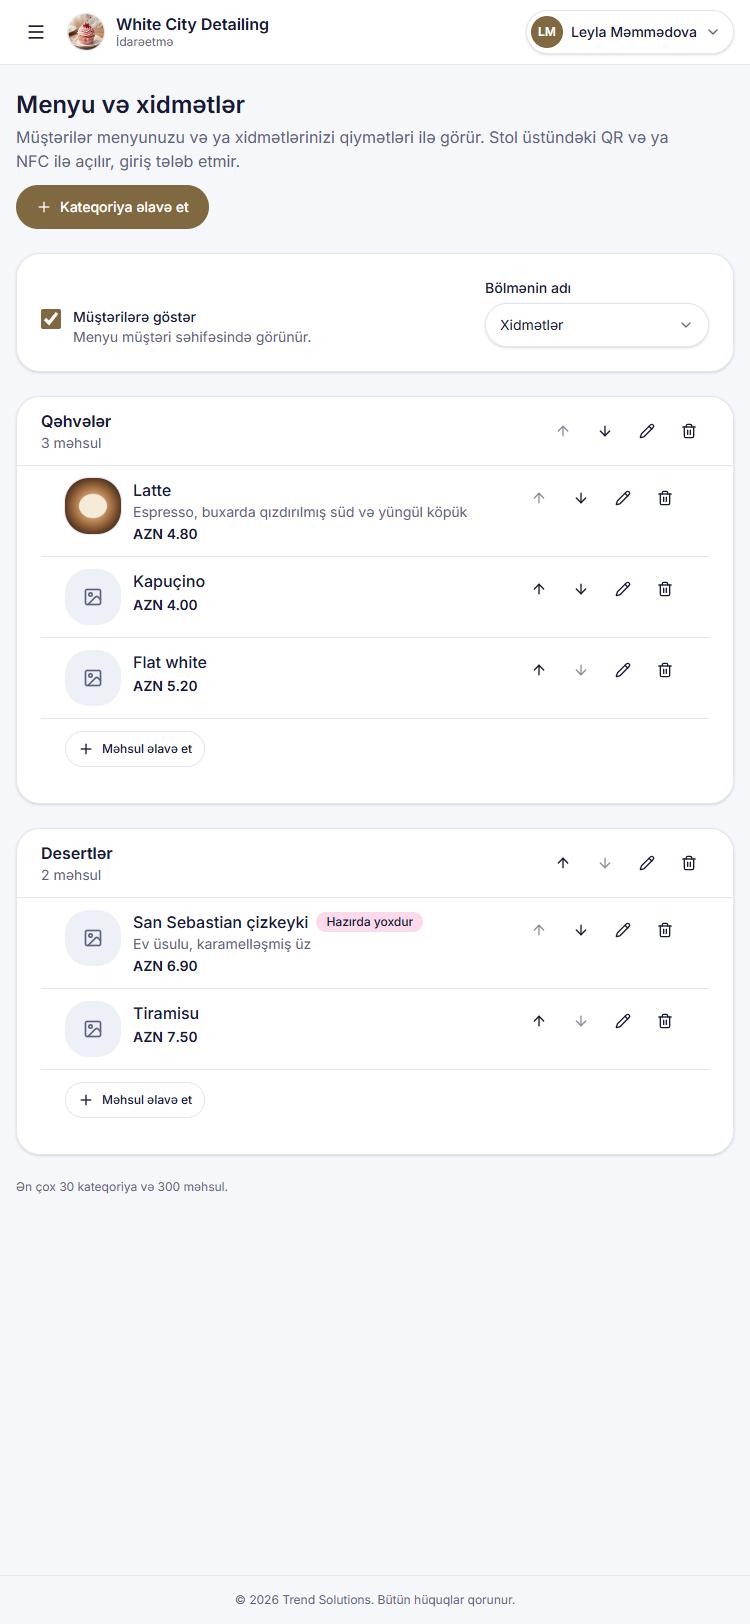 White City Detailing
İdarəetmə
LM
Leyla Məmmədova
Menyu və xidmətlər
Müştərilər menyunuzu və ya xidmətlərinizi qiymətləri ilə görür. Stol üstündəki QR və ya
NFC ilə açılır, giriş tələb etmir.
Kateqoriya əlavə et
Müştərilərə göstər
Menyu müştəri səhifəsində görünür.
Bölmənin adı
Xidmətlər
Qəhvələr
3 məhsul
Latte
Espresso, buxarda qızdırılmış süd və yüngül köpük
AZN 4.80
Kapuçino
AZN 4.00
Flat white
AZN 5.20
Məhsul əlavə et
Desertlər
2 məhsul
San Sebastian çizkeyki
Hazırda yoxdur
Ev üsulu, karamelləşmiş üz
AZN 6.90
Tiramisu
AZN 7.50
Məhsul əlavə et
Ən çox 30 kateqoriya və 300 məhsul.
© 2026 Trend Solutions. Bütün hüquqlar qorunur.